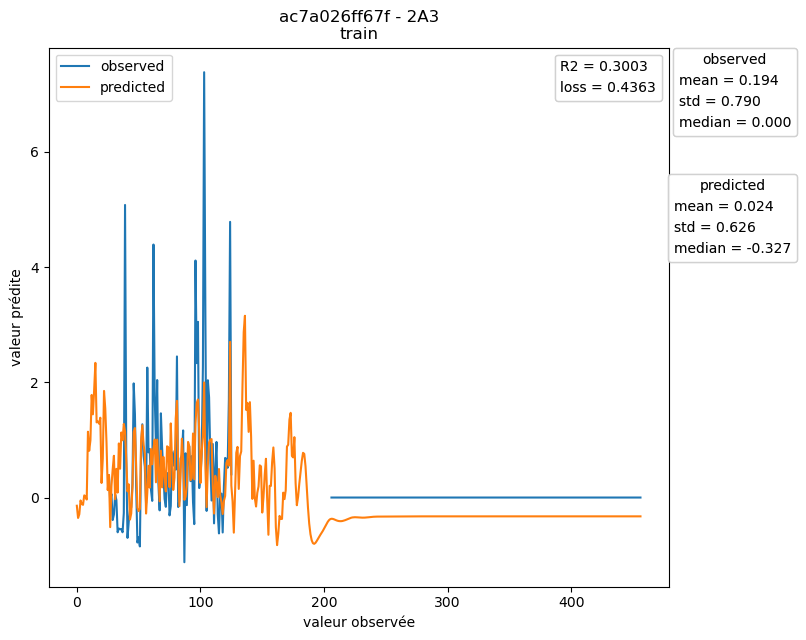 ac7a026ff67f - 2A3
train
observed
predicted
R2 = 0.3003
loss = 0.4363
observed
mean = 0.194
std = 0.790
median = 0.000
predicted
mean = 0.024
std = 0.626
median = -0.327
valeur prédite
6
4
2
0
0 100 200 300 400
valeur observée